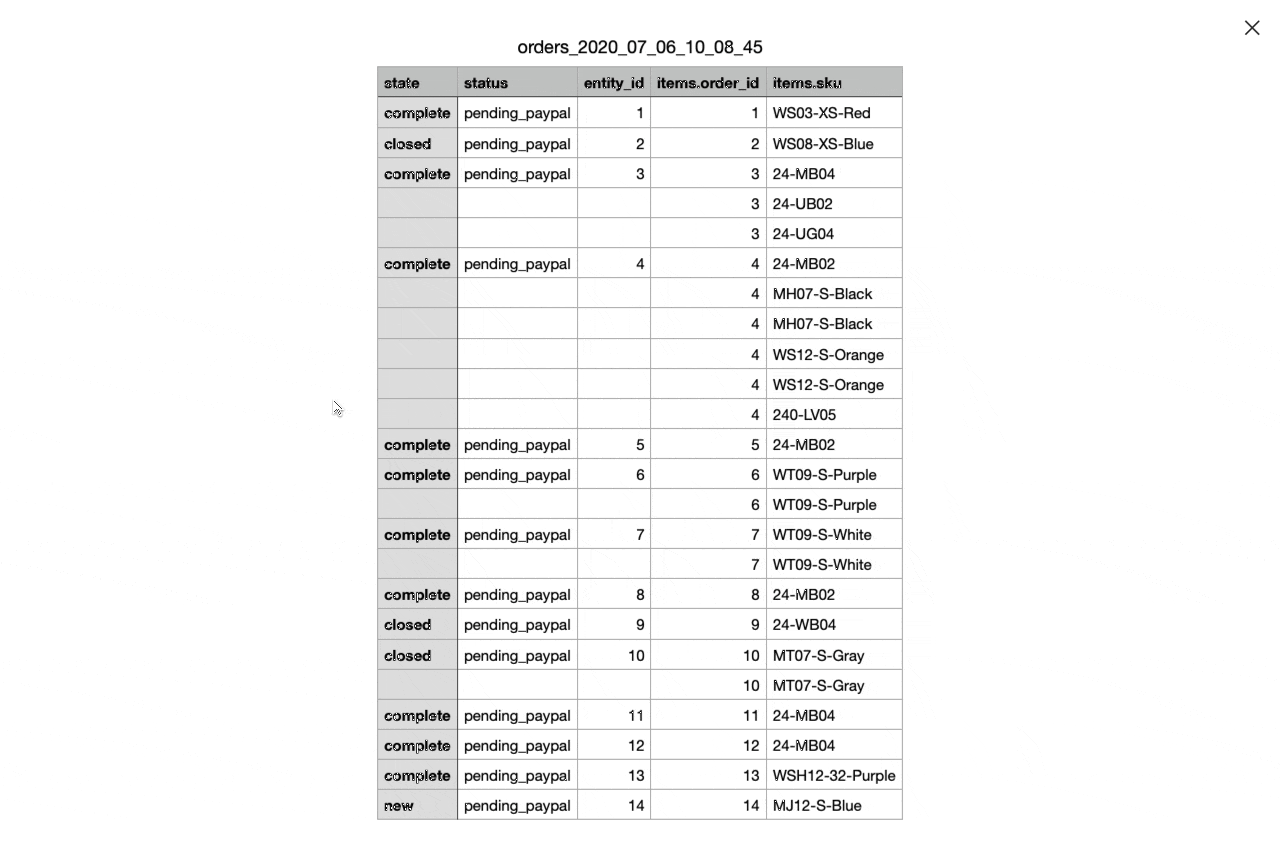 orders_2020_07_06_10_08_45
state status entity_id items.order_id items.sku
complete pending_paypal 1 1 WS03-XS-Red
closed pending_paypal 2 2 WS08-XS-Blue
complete pending_paypal 3 3 24-MB04
3 24-UB02
3 24-UG04
complete pending_paypal 4 4 24-MB02
4 MH07-S-Black
4 MH07-S-Black
4 WS12-S-Orange
4 WS12-S-Orange
4 240-LV05
complete pending_paypal 5 5 24-MB02
complete pending_paypal 6 6 WT09-S-Purple
6 WT09-S-Purple
complete pending_paypal 7 7 WT09-S-White
7 WT09-S-White
complete pending_paypal 8 8 24-MB02
closed pending_paypal 9 9 24-WB04
closed pending_paypal 10 10 MT07-S-Gray
10 MT07-S-Gray
complete pending_paypal 11 11 24-MB04
complete pending_paypal 12 12 24-MB04
complete pending_paypal 13 13 WSH12-32-Purple
new pending_paypal 14 14 MJ12-S-Blue